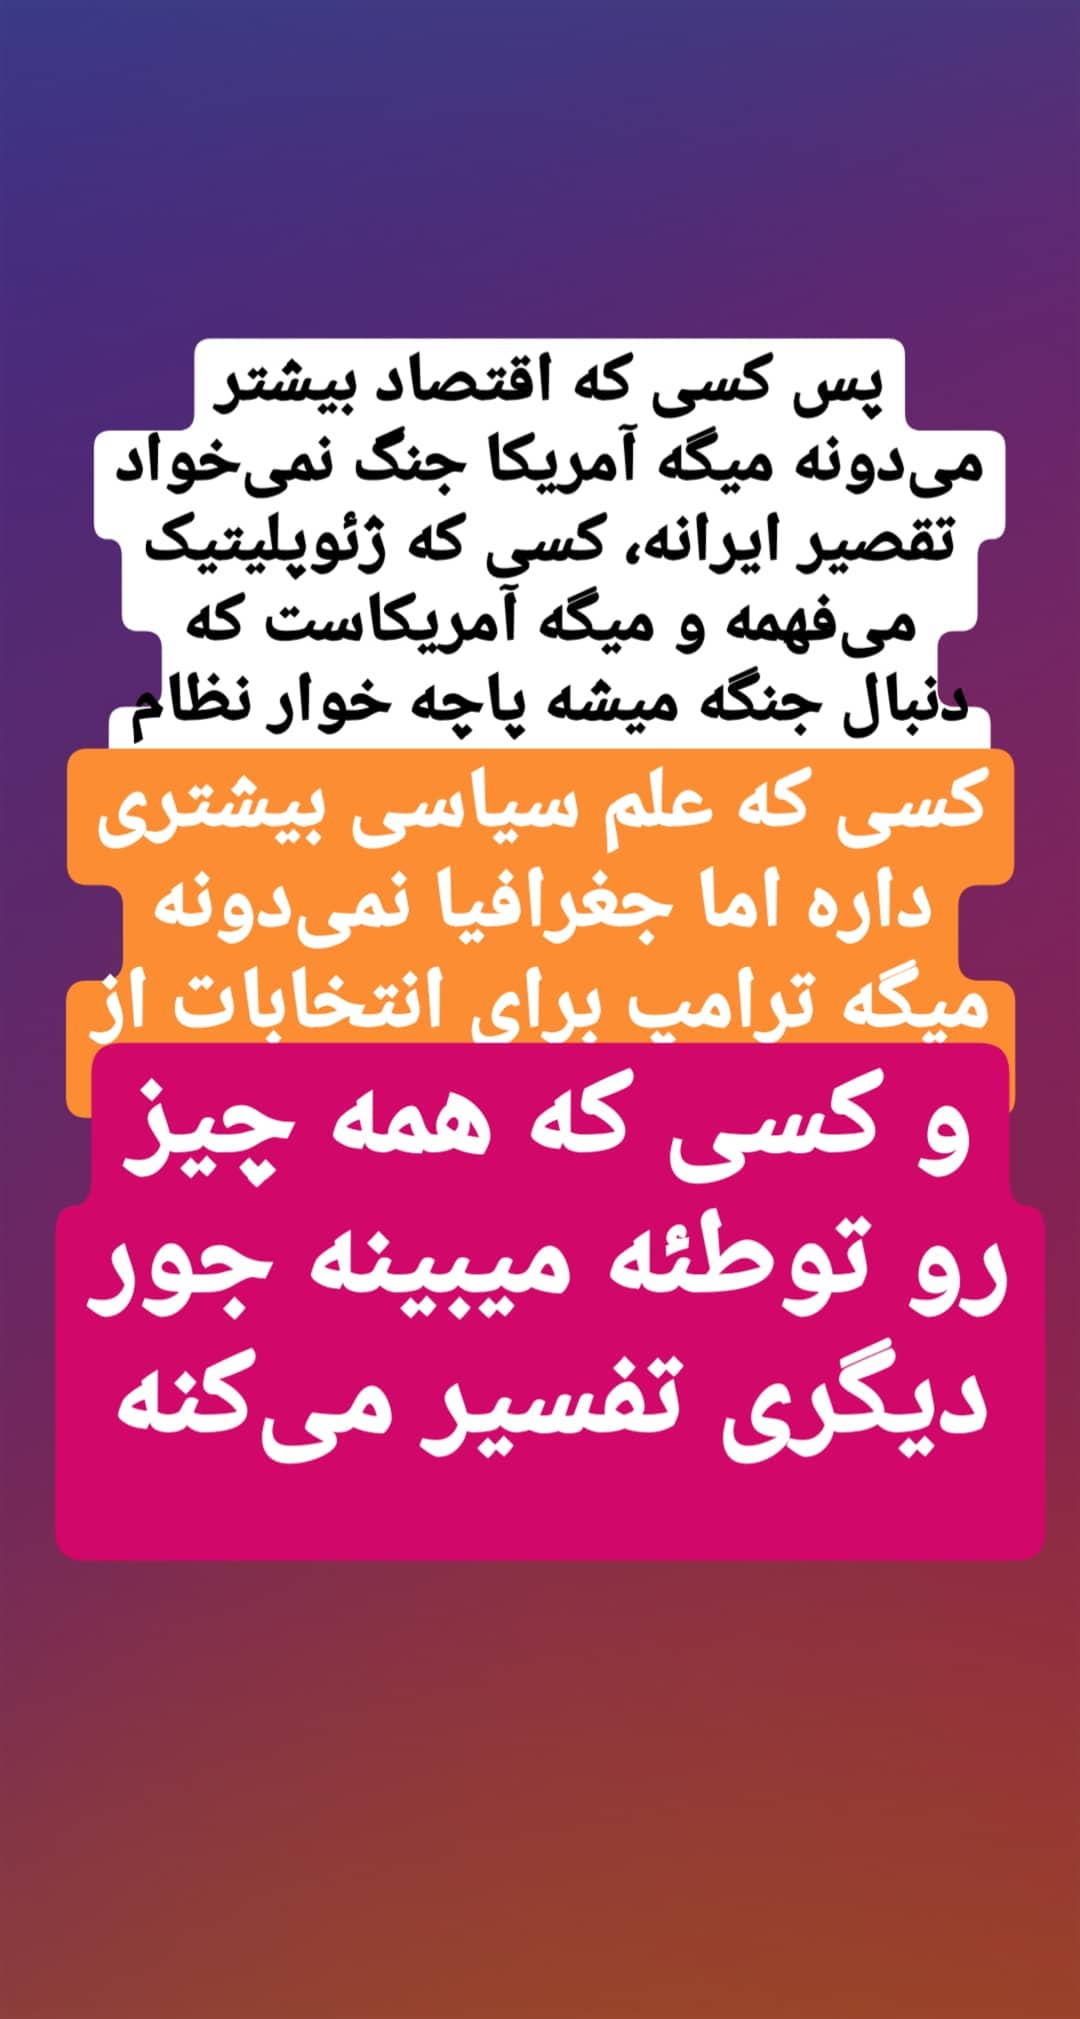 پس کسی که اقتصاد بیشتر
می‌دونه میگه آمریکا جنگ نمی‌خواد
تقصیر ایرانه، کسی که ژئوپلیتیک
می‌فهمه و میگه آمریکاست که
دنبال جنگه میشه پاچه خوار نظام
کسی که علم سیاسی بیشتری
داره اما جغرافیا نمی‌دونه
میگه ترامپ برای انتخابات از
و کسی که همه چیز
رو توطئه میبینه جور
دیگری تفسیر می‌کنه